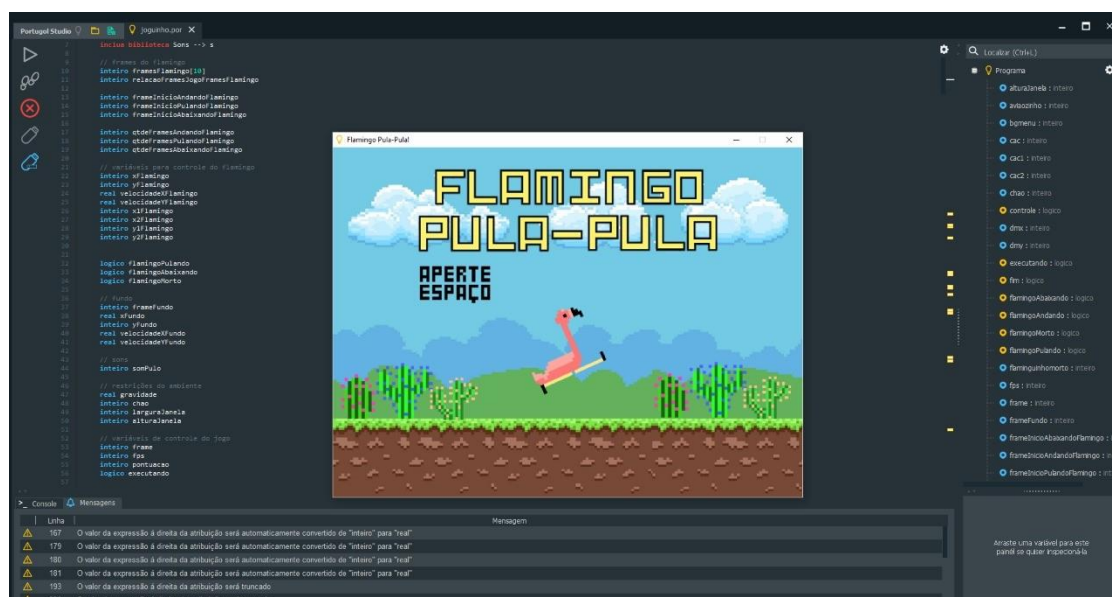 Portugol Studio
joguinho.por
7 inclua biblioteca Sons --> s
// frames do flamingo
inteiro framesFlamingo[10]
inteiro relacaoFramesJogoFramesFlamingo
inteiro frameInicioAndandoFlamingo
inteiro frameInicioPulandoFlamingo
inteiro frameInicioAbaixandoFlamingo
inteiro qtdeFramesAndandoFlamingo
inteiro qtdeFramesPulandoFlamingo
inteiro qtdeFramesAbaixandoFlamingo
// variáveis para controle do flamingo
inteiro xFlamingo
inteiro yFlamingo
real velocidadeXFlamingo
real velocidadeYFlamingo
inteiro x1Flamingo
inteiro x2Flamingo
inteiro y1Flamingo
inteiro y2Flamingo
logico flamingoPulando
logico flamingoAbaixando
logico flamingoMorto
// fundo
inteiro frameFundo
real xFundo
inteiro yFundo
real velocidadeXFundo
real velocidadeYFundo
// sons
inteiro somPulo
// restrições do ambiente
real gravidade
inteiro chao
inteiro larguraJanela
inteiro alturaJanela
// variáveis de controle do jogo
inteiro frame
inteiro fps
inteiro pontuacao
logico executando
Flamingo Pula-Pula!
FLAMINGO
PULA-PULA
APERTE
ESPAÇO
Localizar (Ctrl+L)
Programa
alturaJanela : inteiro
avisozinho : inteiro
bgmenu : inteiro
cac : inteiro
cac1 : inteiro
cac2 : inteiro
chao : inteiro
controle : logico
dmx : inteiro
dmy : inteiro
executando : logico
fim : logico
flamingoAbaixando : logico
flamingoAndando : logico
flamingoMorto : logico
flamingoPulando : logico
flaminguinhomorto : inteiro
fps : inteiro
frame : inteiro
frameFundo : inteiro
frameInicioAbaixandoFlamingo :
frameInicioAndandoFlamingo : in
frameInicioPulandoFlamingo : int
Arraste uma variável para este
painél se quiser inspecioná-la
Console Mensagens
Linha Mensagem
167 O valor da expressão á direita da atribuição será automaticamente convertido de "inteiro" para "real"
179 O valor da expressão á direita da atribuição será automaticamente convertido de "inteiro" para "real"
180 O valor da expressão á direita da atribuição será automaticamente convertido de "inteiro" para "real"
181 O valor da expressão á direita da atribuição será automaticamente convertido de "inteiro" para "real"
193 O valor da expressão á direita da atribuição será truncado